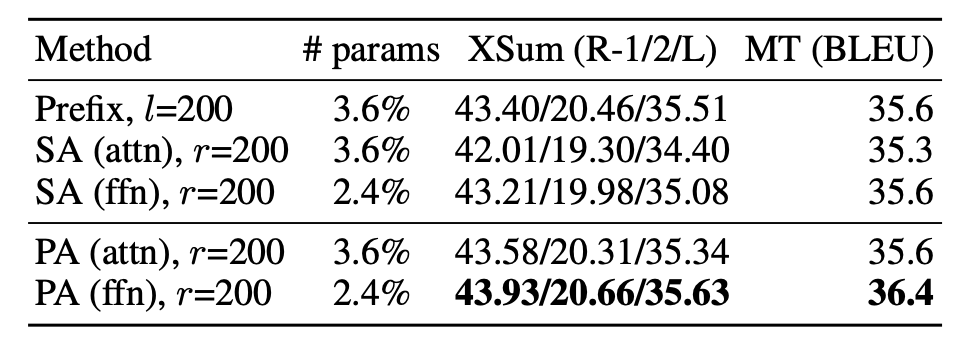 Method # params XSum (R-1/2/L) MT (BLEU)
Prefix, l=200 3.6% 43.40/20.46/35.51 35.6
SA (attn), r=200 3.6% 42.01/19.30/34.40 35.3
SA (ffn), r=200 2.4% 43.21/19.98/35.08 35.6
PA (attn), r=200 3.6% 43.58/20.31/35.34 35.6
PA (ffn), r=200 2.4% 43.93/20.66/35.63 36.4